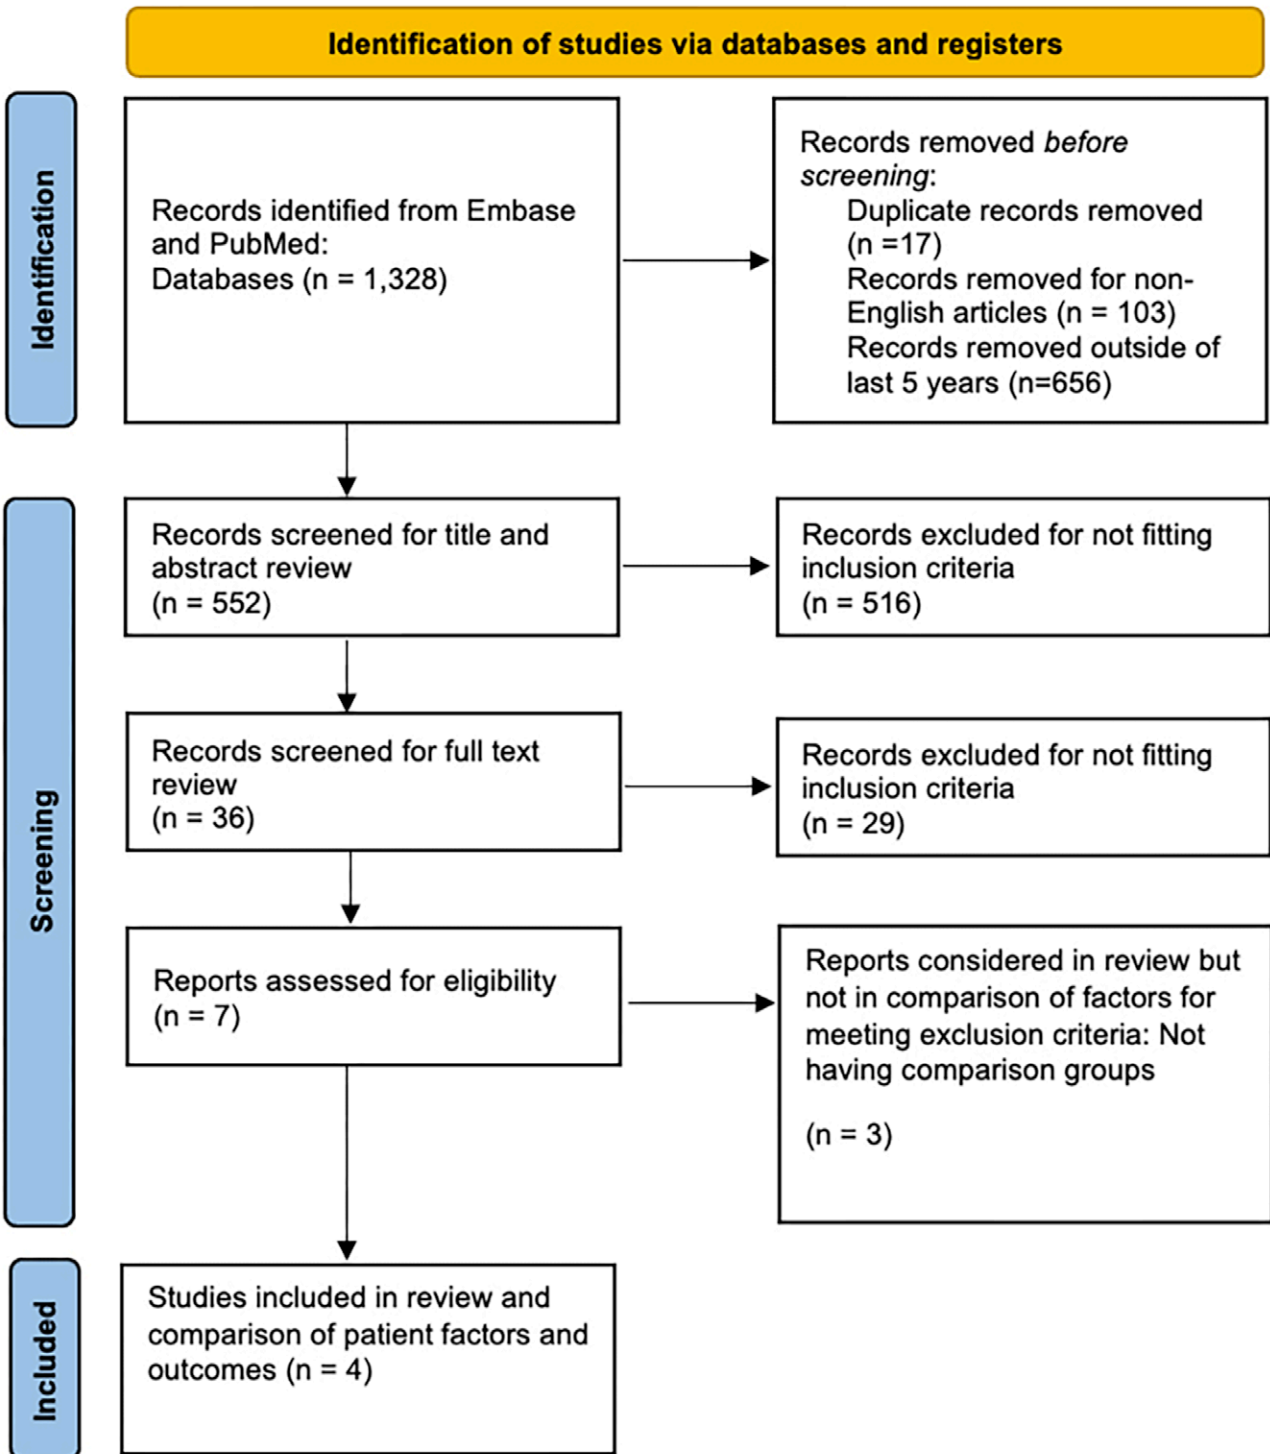 Identification of studies via databases and registers
Identification
Records identified from Embase
and PubMed:
Databases (n = 1,328)
Records removed before
screening:
Duplicate records removed
(n =17)
Records removed for non-
English articles (n = 103)
Records removed outside of
last 5 years (n=656)
Screening
Records screened for title and
abstract review
(n = 552)
Records excluded for not fitting
inclusion criteria
(n = 516)
Records screened for full text
review
(n = 36)
Records excluded for not fitting
inclusion criteria
(n = 29)
Reports assessed for eligibility
(n = 7)
Reports considered in review but
not in comparison of factors for
meeting exclusion criteria: Not
having comparison groups
(n = 3)
Included
Studies included in review and
comparison of patient factors and
outcomes (n = 4)